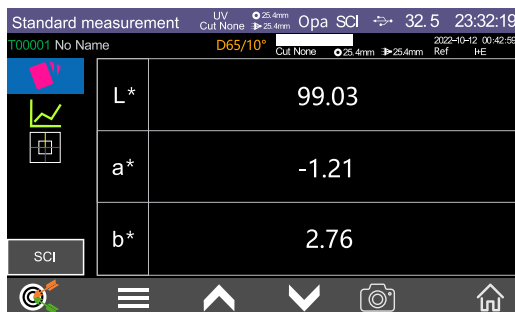 Standard measurement UV Cut None 25.4mm 25.4mm Opa SCI 32.5 23:32:19
T00001 No Name D65/10° Cut None 25.4mm 25.4mm 2022-10-12 00:42:59 Ref I+E
L* 99.03
a* -1.21
b* 2.76
SCI